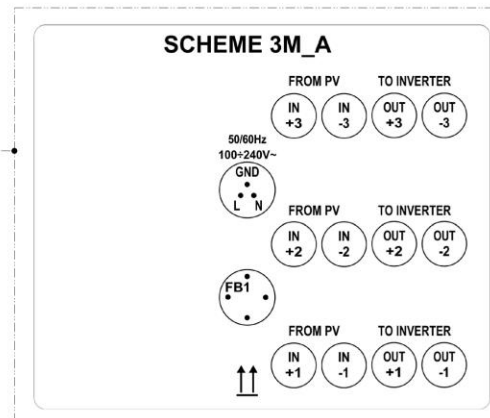 SCHEME 3M_A
FROM PV TO INVERTER
IN +3 IN -3 OUT +3 OUT -3
50/60Hz
100÷240V~
GND
L N
FROM PV TO INVERTER
IN +2 IN -2 OUT +2 OUT -2
FB1
FROM PV TO INVERTER
IN +1 IN -1 OUT +1 OUT -1